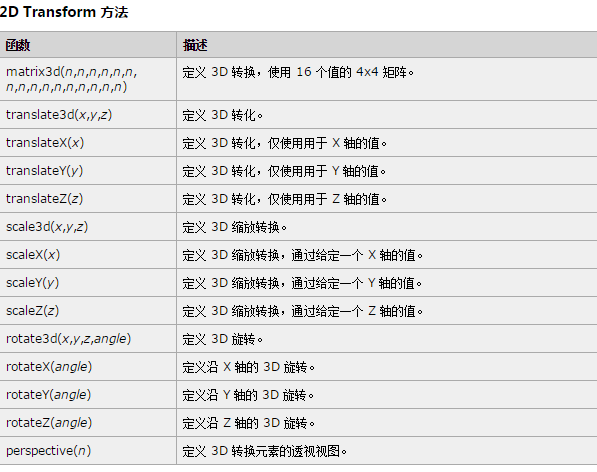 2D Transform 方法
函数 描述
matrix3d(n,n,n,n,n,n, 定义 3D 转换，使用 16 个值的 4x4 矩阵。
n,n,n,n,n,n,n,n,n,n)
translate3d(x,y,z) 定义 3D 转化。
translateX(x) 定义 3D 转化，仅使用用于 X 轴的值。
translateY(y) 定义 3D 转化，仅使用用于 Y 轴的值。
translateZ(z) 定义 3D 转化，仅使用用于 Z 轴的值。
scale3d(x,y,z) 定义 3D 缩放转换。
scaleX(x) 定义 3D 缩放转换，通过给定一个 X 轴的值。
scaleY(y) 定义 3D 缩放转换，通过给定一个 Y 轴的值。
scaleZ(z) 定义 3D 缩放转换，通过给定一个 Z 轴的值。
rotate3d(x,y,z,angle) 定义 3D 旋转。
rotateX(angle) 定义沿 X 轴的 3D 旋转。
rotateY(angle) 定义沿 Y 轴的 3D 旋转。
rotateZ(angle) 定义沿 Z 轴的 3D 旋转。
perspective(n) 定义 3D 转换元素的透视视图。